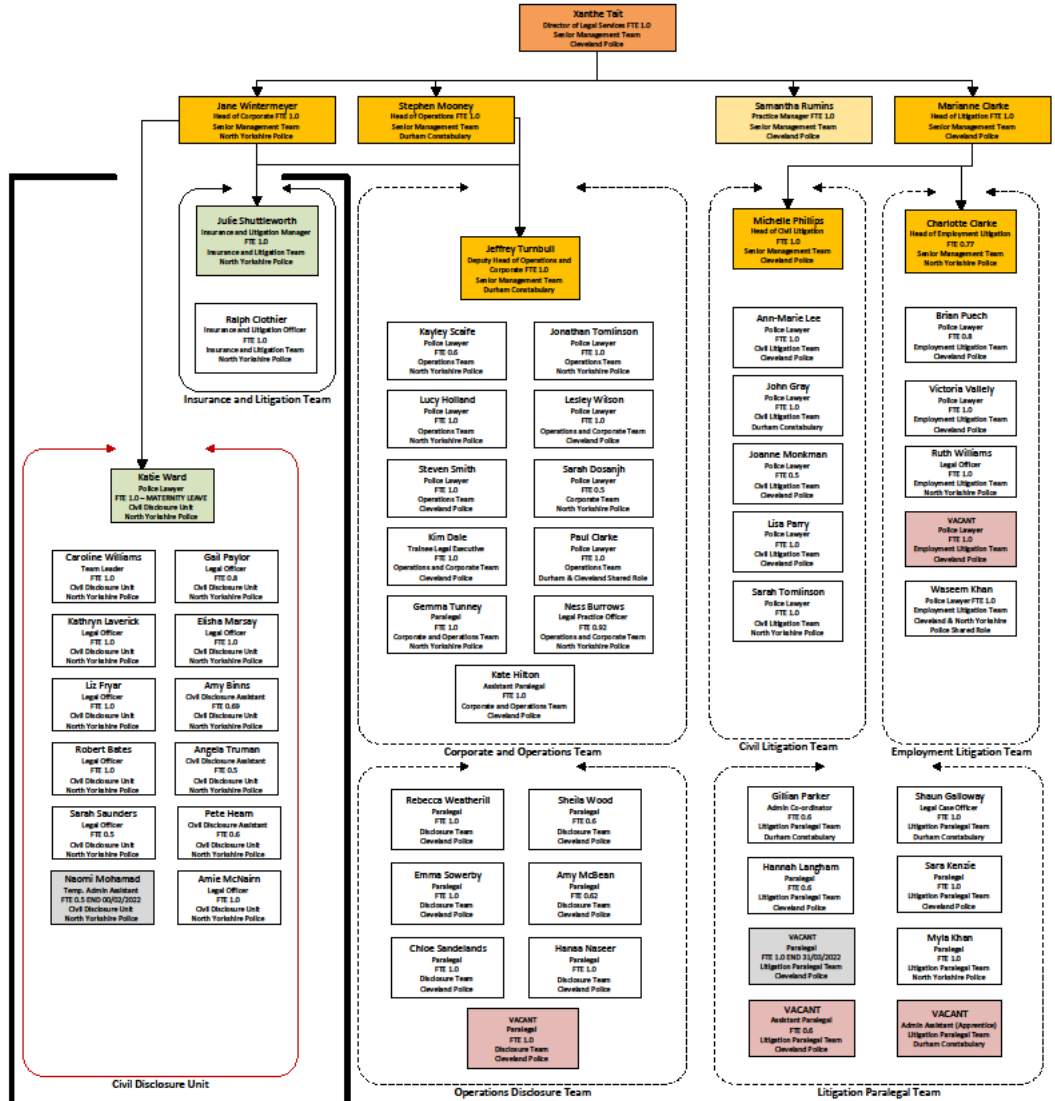 Xanthe Tait
Director of Legal Services FTE 1.0
Senior Management Team
Cleveland Police
Jane Wintermeyer
Head of Corporate FTE 1.0
Senior Management Team
North Yorkshire Police
Stephen Mooney
Head of Operations FTE 1.0
Senior Management Team
Durham Constabulary
Samantha Rumins
Practice Manager FTE 1.0
Senior Management Team
Cleveland Police
Marianne Clarke
Head of Litigation FTE 1.0
Senior Management Team
Cleveland Police
Julie Shuttleworth
Insurance and Litigation Manager
FTE 1.0
Insurance and Litigation Team
North Yorkshire Police
Ralph Clothier
Insurance and Litigation Officer
FTE 1.0
Insurance and Litigation Team
North Yorkshire Police
Insurance and Litigation Team
Katie Ward
Police Lawyer
FTE 1.0 – MATERNITY LEAVE
Civil Disclosure Unit
North Yorkshire Police
Caroline Williams
Team Leader
FTE 1.0
Civil Disclosure Unit
North Yorkshire Police
Gail Paylor
Legal Officer
FTE 0.8
Civil Disclosure Unit
North Yorkshire Police
Kathryn Laverick
Legal Officer
FTE 1.0
Civil Disclosure Unit
North Yorkshire Police
Elisha Marsay
Legal Officer
FTE 1.0
Civil Disclosure Unit
North Yorkshire Police
Liz Fryar
Legal Officer
FTE 1.0
Civil Disclosure Unit
North Yorkshire Police
Amy Binns
Civil Disclosure Assistant
FTE 0.69
Civil Disclosure Unit
North Yorkshire Police
Robert Bates
Legal Officer
FTE 1.0
Civil Disclosure Unit
North Yorkshire Police
Angela Truman
Civil Disclosure Assistant
FTE 0.5
Civil Disclosure Unit
North Yorkshire Police
Sarah Saunders
Legal Officer
FTE 0.5
Civil Disclosure Unit
North Yorkshire Police
Pete Hearn
Civil Disclosure Assistant
FTE 0.6
Civil Disclosure Unit
North Yorkshire Police
Naomi Mohamad
Temp. Admin Assistant
FTE 0.5 END 00/02/2022
Civil Disclosure Unit
North Yorkshire Police
Amie McNairn
Legal Officer
FTE 1.0
Civil Disclosure Unit
North Yorkshire Police
Civil Disclosure Unit
Jeffrey Turnbull
Deputy Head of Operations and
Corporate FTE 1.0
Senior Management Team
Durham Constabulary
Kayley Scaife
Police Lawyer
FTE 0.6
Operations Team
North Yorkshire Police
Jonathan Tomlinson
Police Lawyer
FTE 1.0
Operations Team
North Yorkshire Police
Lucy Holland
Police Lawyer
FTE 1.0
Operations Team
North Yorkshire Police
Lesley Wilson
Police Lawyer
FTE 1.0
Operations and Corporate Team
Cleveland Police
Steven Smith
Police Lawyer
FTE 1.0
Operations Team
Cleveland Police
Sarah Dosanjh
Police Lawyer
FTE 0.5
Corporate Team
North Yorkshire Police
Kim Dale
Trainee Legal Executive
FTE 1.0
Operations and Corporate Team
Cleveland Police
Paul Clarke
Police Lawyer
FTE 1.0
Operations Team
Durham & Cleveland Shared Role
Gemma Tunney
Paralegal
FTE 1.0
Corporate and Operations Team
North Yorkshire Police
Ness Burrows
Legal Practice Officer
FTE 0.92
Operations and Corporate Team
North Yorkshire Police
Kate Hilton
Assistant Paralegal
FTE 1.0
Corporate and Operations Team
Cleveland Police
Corporate and Operations Team
Michelle Phillips
Head of Civil Litigation
FTE 1.0
Senior Management Team
Cleveland Police
Ann-Marie Lee
Police Lawyer
FTE 1.0
Civil Litigation Team
Cleveland Police
John Gray
Police Lawyer
FTE 1.0
Civil Litigation Team
Durham Constabulary
Joanne Monkman
Police Lawyer
FTE 0.5
Civil Litigation Team
Cleveland Police
Lisa Parry
Police Lawyer
FTE 1.0
Civil Litigation Team
Cleveland Police
Sarah Tomlinson
Police Lawyer
FTE 1.0
Civil Litigation Team
North Yorkshire Police
Civil Litigation Team
Charlotte Clarke
Head of Employment Litigation
FTE 0.77
Senior Management Team
North Yorkshire Police
Brian Puech
Police Lawyer
FTE 0.8
Employment Litigation Team
Cleveland Police
Victoria Vallely
Police Lawyer
FTE 1.0
Employment Litigation Team
Cleveland Police
Ruth Williams
Legal Officer
FTE 1.0
Employment Litigation Team
North Yorkshire Police
VACANT
Police Lawyer
FTE 1.0
Employment Litigation Team
Cleveland Police
Waseem Khan
Police Lawyer FTE 1.0
Employment Litigation Team
Cleveland & North Yorkshire
Police Shared Role
Employment Litigation Team
Rebecca Weatherill
Paralegal
FTE 1.0
Disclosure Team
Cleveland Police
Sheila Wood
Paralegal
FTE 0.6
Disclosure Team
Cleveland Police
Emma Sowerby
Paralegal
FTE 1.0
Disclosure Team
Cleveland Police
Amy McBean
Paralegal
FTE 0.62
Disclosure Team
Cleveland Police
Chloe Sandelands
Paralegal
FTE 1.0
Disclosure Team
Cleveland Police
Hanaa Naseer
Paralegal
FTE 1.0
Disclosure Team
Cleveland Police
VACANT
Paralegal
FTE 1.0
Disclosure Team
Cleveland Police
Operations Disclosure Team
Gillian Parker
Admin Co-ordinator
FTE 0.6
Litigation Paralegal Team
Durham Constabulary
Shaun Galloway
Legal Case Officer
FTE 1.0
Litigation Paralegal Team
Durham Constabulary
Hannah Langham
Paralegal
FTE 0.6
Litigation Paralegal Team
Cleveland Police
Sara Kenzie
Paralegal
FTE 1.0
Litigation Paralegal Team
Cleveland Police
VACANT
Paralegal
FTE 1.0 END 31/03/2022
Litigation Paralegal Team
Cleveland Police
Myla Khan
Paralegal
FTE 1.0
Litigation Paralegal Team
North Yorkshire Police
VACANT
Assistant Paralegal
FTE 0.6
Litigation Paralegal Team
Cleveland Police
VACANT
Admin Assistant (Apprentice)
Litigation Paralegal Team
Durham Constabulary
Litigation Paralegal Team